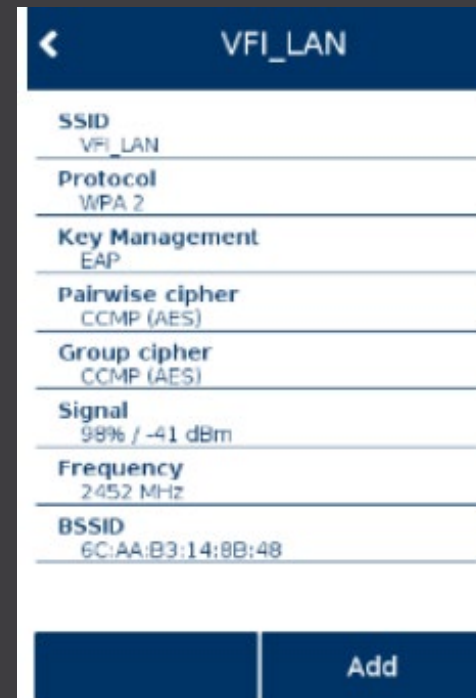 VFI_LAN
SSID
VFI_LAN
Protocol
WPA 2
Key Management
EAP
Pairwise cipher
CCMP (AES)
Group cipher
CCMP (AES)
Signal
98% / -41 dBm
Frequency
2452 MHz
BSSID
6C:AA:B3:14:8B:48
Add